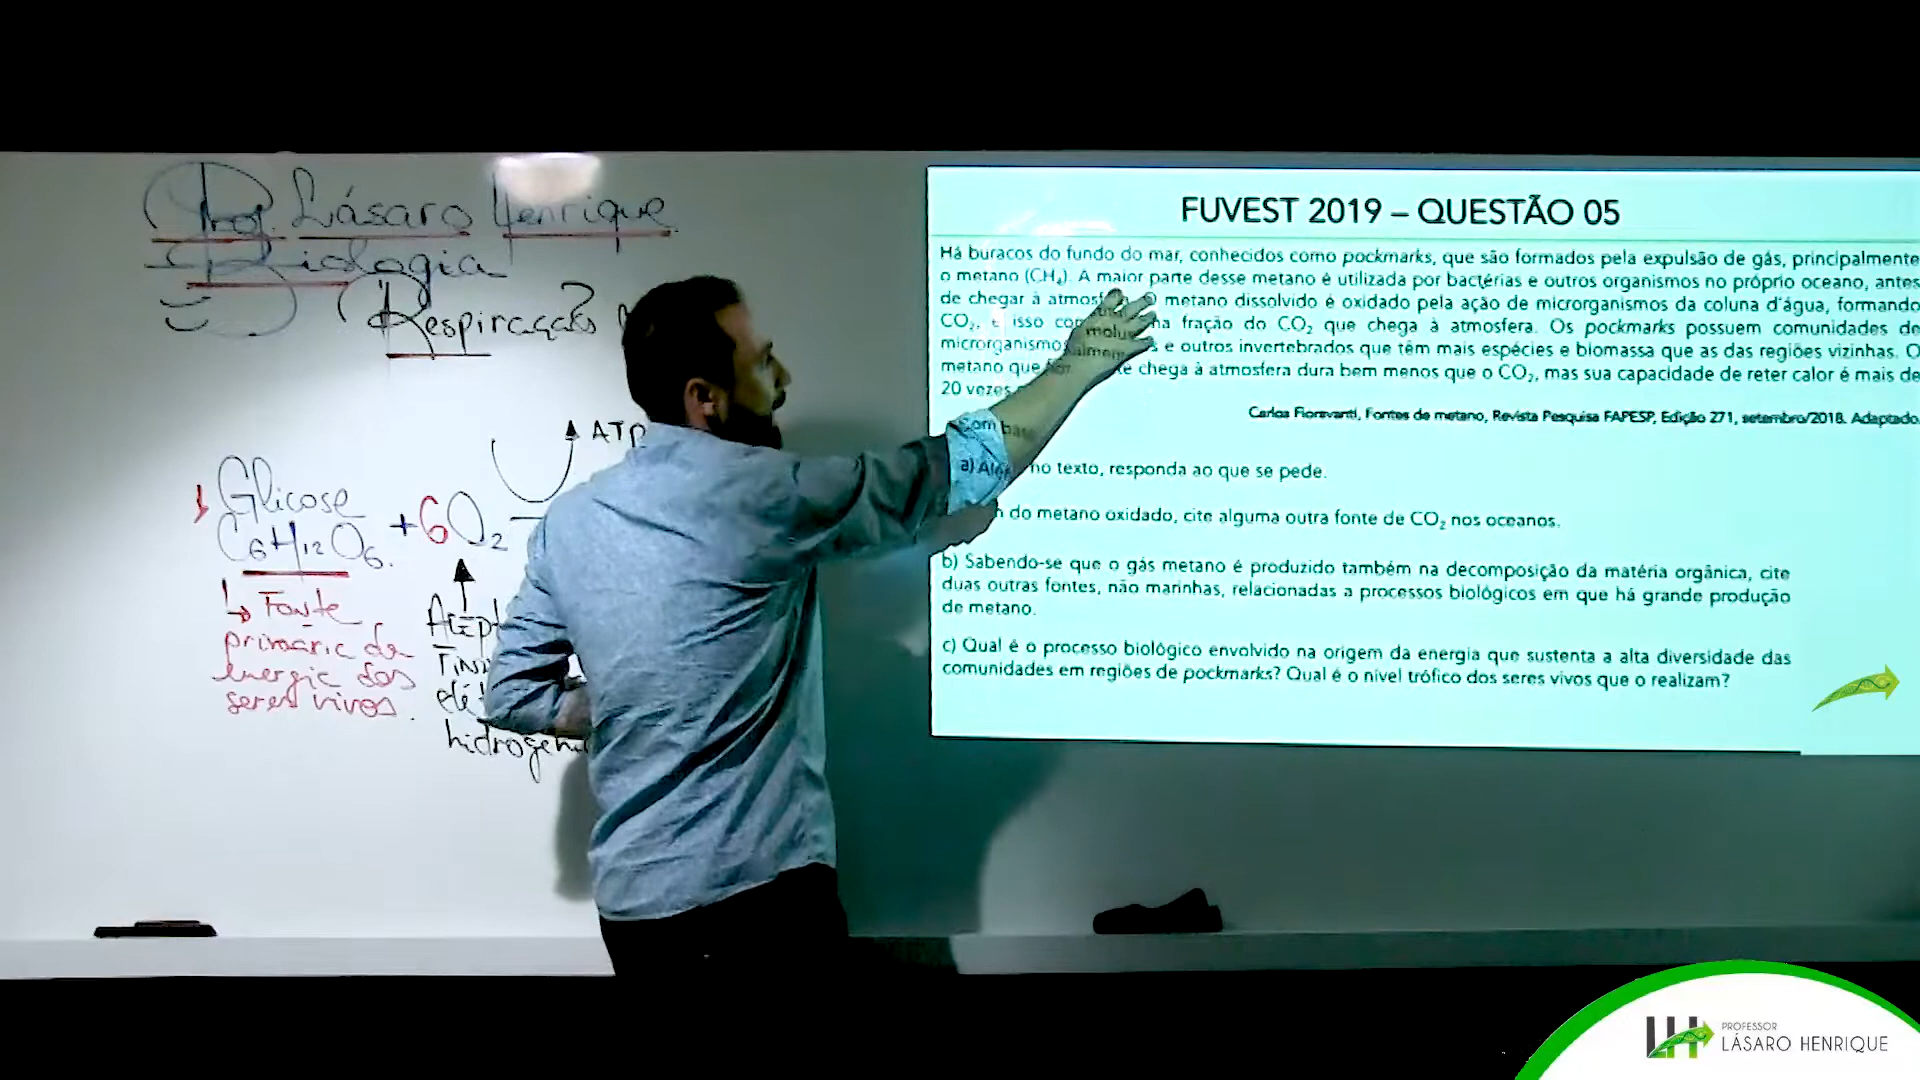 Prof. Lásaro Henrique
Biologia
Respiração
ATP
Glicose
C6H12O6 + 6O2
Fonte
primária de
energia dos
seres vivos.
hidrogen
FUVEST 2019 – QUESTÃO 05
Há buracos do fundo do mar, conhecidos como pockmarks, que são formados pela expulsão de gás, principalmente
o metano (CH4). A maior parte desse metano é utilizada por bactérias e outros organismos no próprio oceano, antes
de chegar à metano dissolvido é oxidado pela ação de microrganismos da coluna d'água, formando
CO2, e isso fração do CO2 que chega à atmosfera. Os pockmarks possuem comunidades de
e outros invertebrados que têm mais espécies e biomassa que as das regiões vizinhas. O
metano que chega à atmosfera dura bem menos que o CO2, mas sua capacidade de reter calor é mais de
20 vezes
Carlos Fioravanti, Fontes de metano, Revista Pesquisa FAPESP, Edição 271, setembro/2018. Adaptado.
Com
no texto, responda ao que se pede.
a)
do metano oxidado, cite alguma outra fonte de CO2 nos oceanos.
b) Sabendo-se que o gás metano é produzido também na decomposição da matéria orgânica, cite
duas outras fontes, não marinhas, relacionadas a processos biológicos em que há grande produção
de metano.
c) Qual é o processo biológico envolvido na origem da energia que sustenta a alta diversidade das
comunidades em regiões de pockmarks? Qual é o nível trófico dos seres vivos que o realizam?
LH PROFESSOR
LÁSARO HENRIQUE